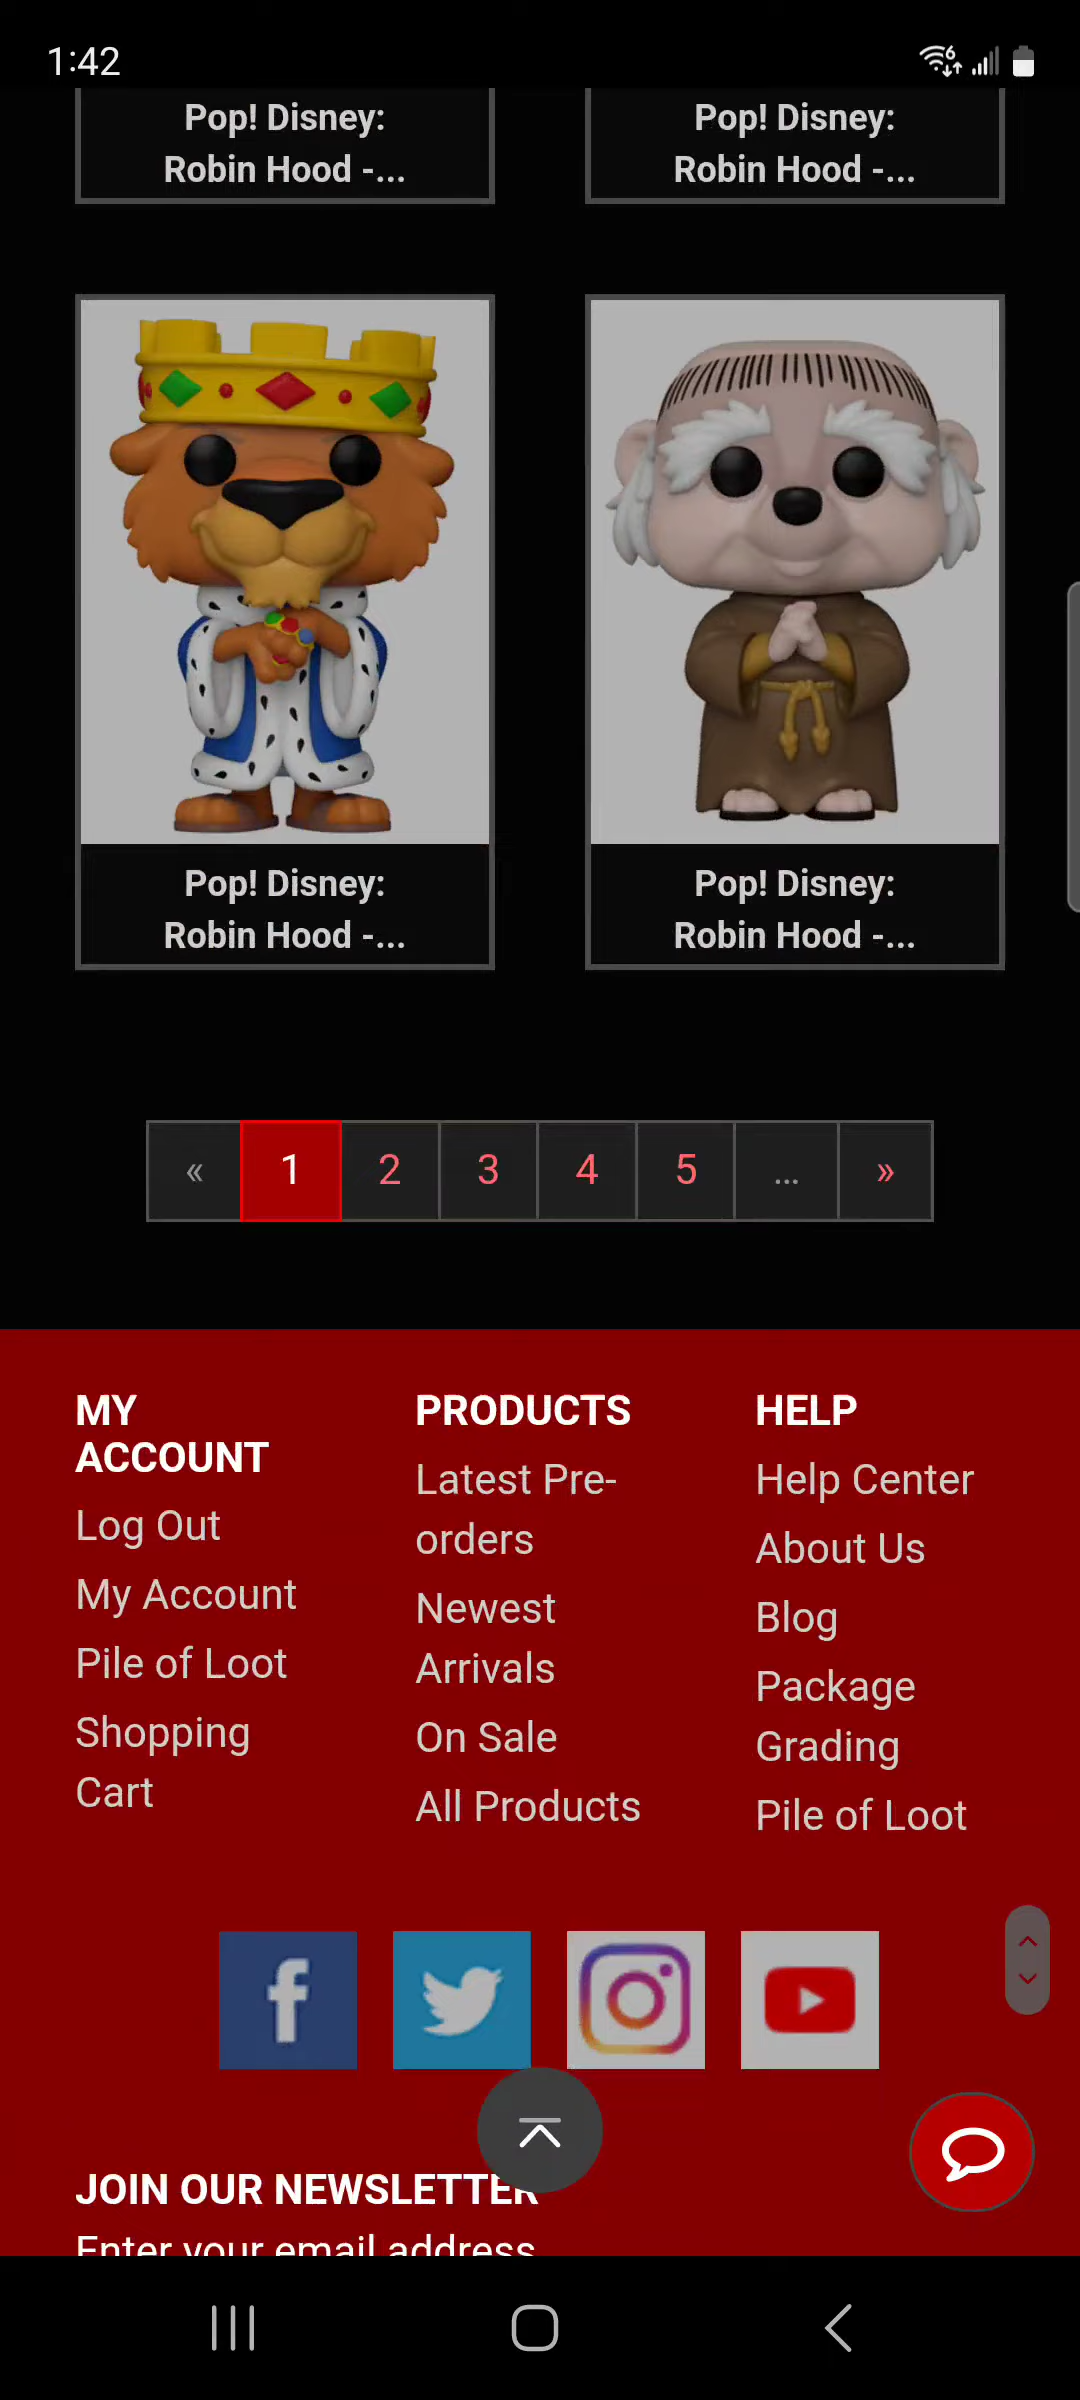 1:42
Pop! Disney:
Robin Hood -...
Pop! Disney:
Robin Hood -...
Pop! Disney:
Robin Hood -...
Pop! Disney:
Robin Hood -...
« 1 2 3 4 5 ... »
MY
ACCOUNT
Log Out
My Account
Pile of Loot
Shopping
Cart
PRODUCTS
Latest Pre-
orders
Newest
Arrivals
On Sale
All Products
HELP
Help Center
About Us
Blog
Package
Grading
Pile of Loot
JOIN OUR NEWSLETTER
Enter your email address